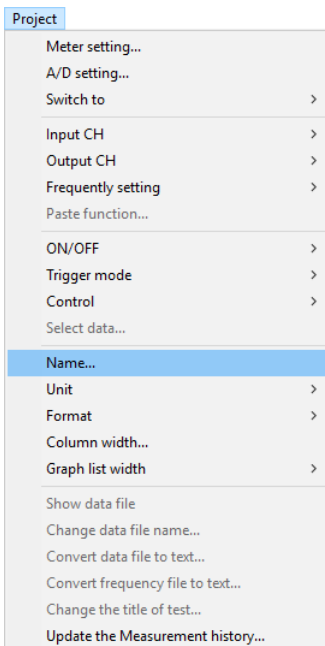 Project
Meter setting...
A/D setting...
Switch to
Input CH
Output CH
Frequently setting
Paste function...
ON/OFF
Trigger mode
Control
Select data...
Name...
Unit
Format
Column width...
Graph list width
Show data file
Change data file name...
Convert data file to text...
Convert frequency file to text...
Change the title of test...
Update the Measurement history...